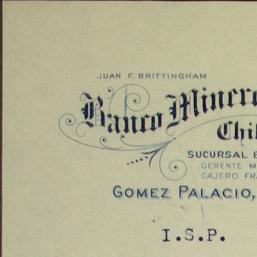 JUAN F. BRITTINGHAM
Banco Minero
Chi
SUCURSAL E
GERENTE M
CAJERO FRA
GOMEZ PALACIO,
I.S.P.